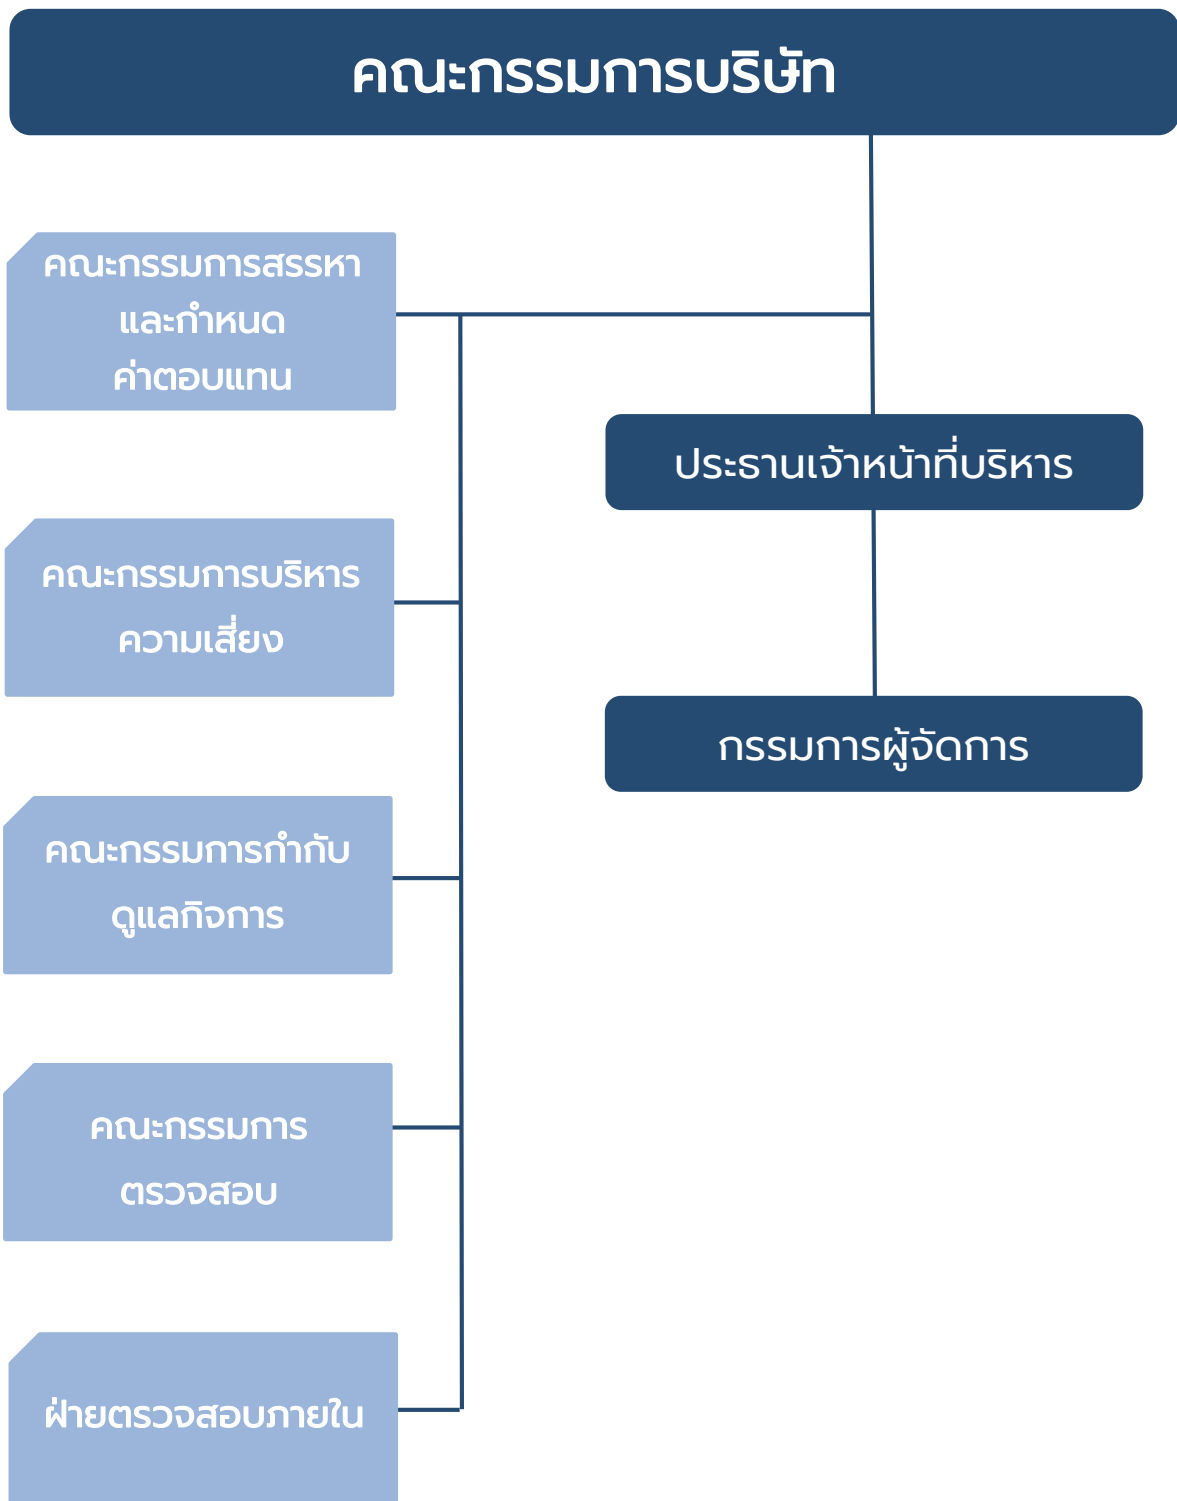 คณะกรรมการบริษัท
คณะกรรมการสรรหา
และกำหนด
ค่าตอบแทน
ประธานเจ้าหน้าที่บริหาร
คณะกรรมการบริหาร
ความเสี่ยง
กรรมการผู้จัดการ
คณะกรรมการกำกับ
ดูแลกิจการ
คณะกรรมการ
ตรวจสอบ
ฝ่ายตรวจสอบภายใน